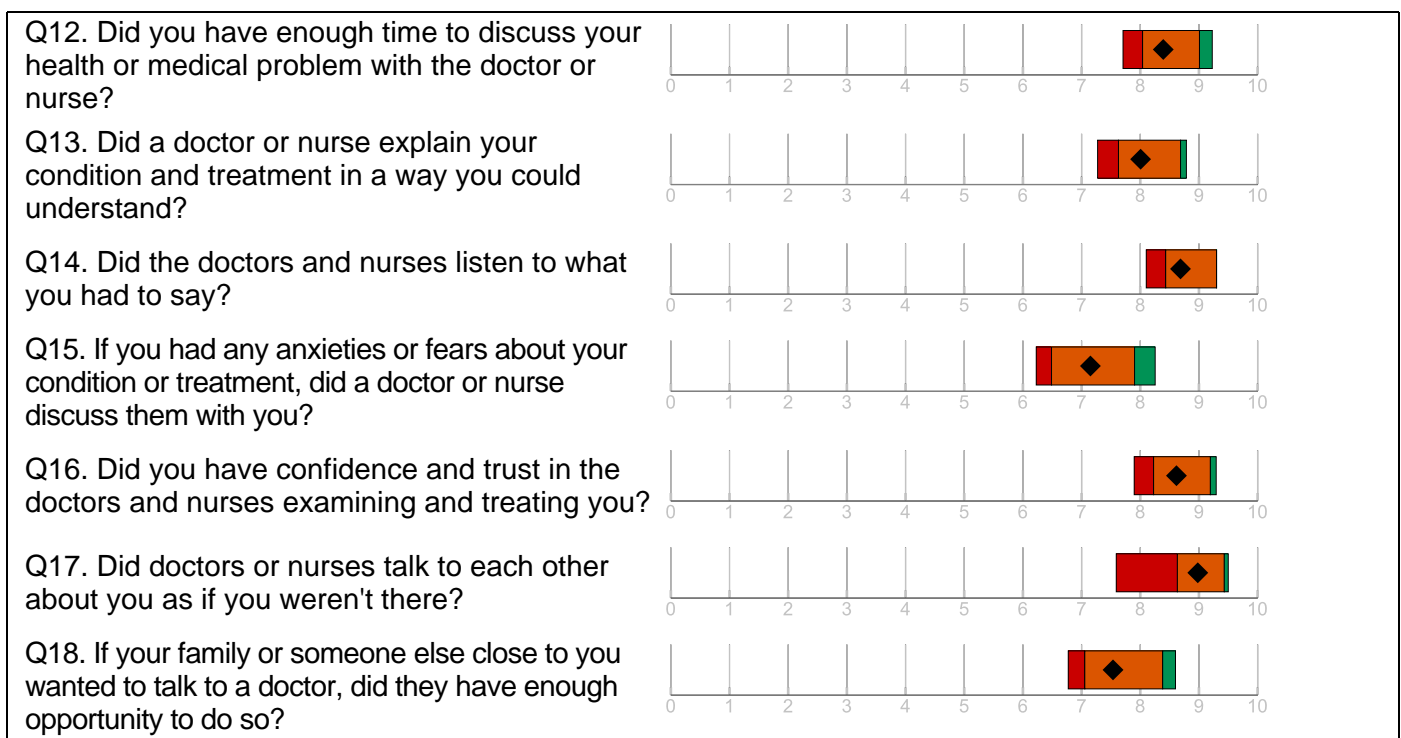 Q12. Did you have enough time to discuss your
health or medical problem with the doctor or
nurse?
0 1 2 3 4 5 6 7 8 9 10
Q13. Did a doctor or nurse explain your
condition and treatment in a way you could
understand?
0 1 2 3 4 5 6 7 8 9 10
Q14. Did the doctors and nurses listen to what
you had to say?
0 1 2 3 4 5 6 7 8 9 10
Q15. If you had any anxieties or fears about your
condition or treatment, did a doctor or nurse
discuss them with you?
0 1 2 3 4 5 6 7 8 9 10
Q16. Did you have confidence and trust in the
doctors and nurses examining and treating you?
0 1 2 3 4 5 6 7 8 9 10
Q17. Did doctors or nurses talk to each other
about you as if you weren't there?
0 1 2 3 4 5 6 7 8 9 10
Q18. If your family or someone else close to you
wanted to talk to a doctor, did they have enough
opportunity to do so?
0 1 2 3 4 5 6 7 8 9 10